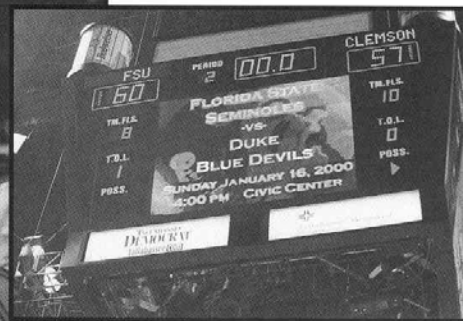 FSU
PERIOD
CLEMSON
60
2
00.0
57
TM.FLS.
8
TM.FLS.
10
T.O.L.
1
T.O.L.
0
POSS.
POSS.
FLORIDA STATE
SEMINOLES
-VS-
DUKE
BLUE DEVILS
SUNDAY JANUARY 16, 2000
4:00 PM CIVIC CENTER
TALLAHASSEE
DEMOCRAT